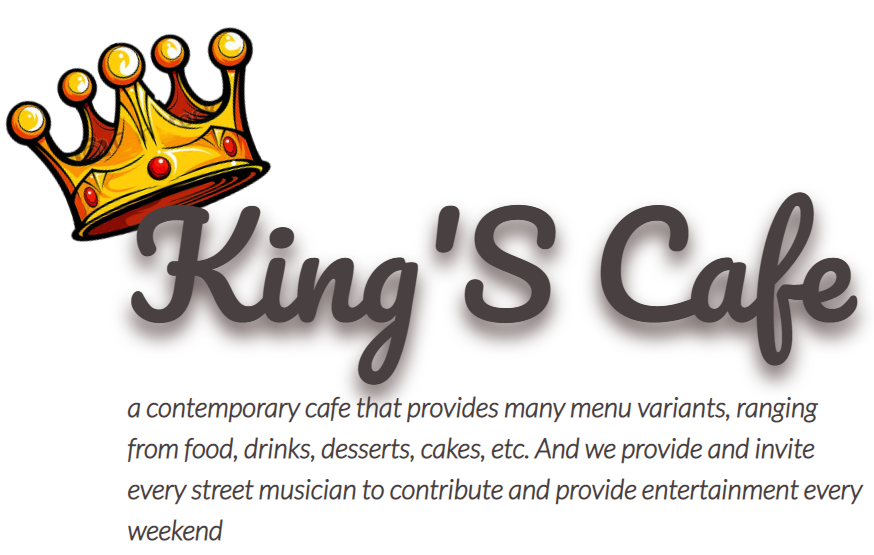 King'S Cafe
a contemporary cafe that provides many menu variants, ranging
from food, drinks, desserts, cakes, etc. And we provide and invite
every street musician to contribute and provide entertainment every
weekend